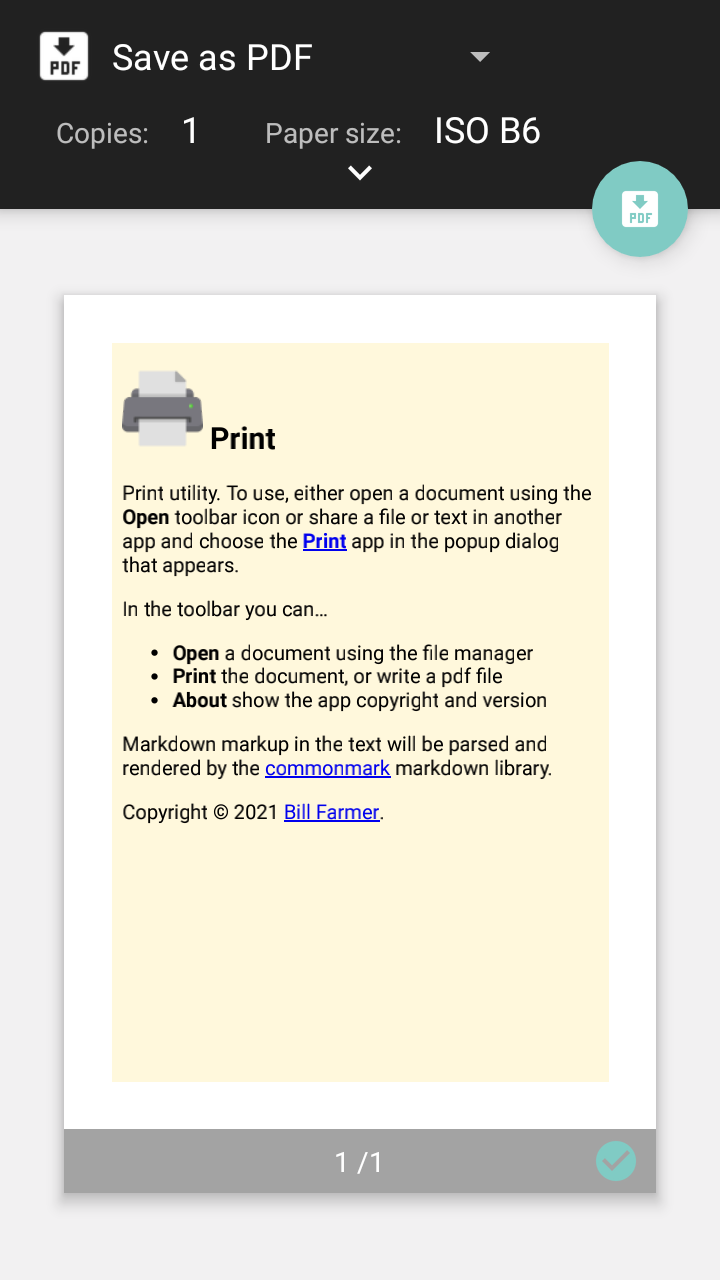 PDF Save as PDF
Copies: 1 Paper size: ISO B6
PDF
Print
Print utility. To use, either open a document using the
Open toolbar icon or share a file or text in another
app and choose the Print app in the popup dialog
that appears.
In the toolbar you can…
• Open a document using the file manager
• Print the document, or write a pdf file
• About show the app copyright and version
Markdown markup in the text will be parsed and
rendered by the commonmark markdown library.
Copyright © 2021 Bill Farmer.
1 /1